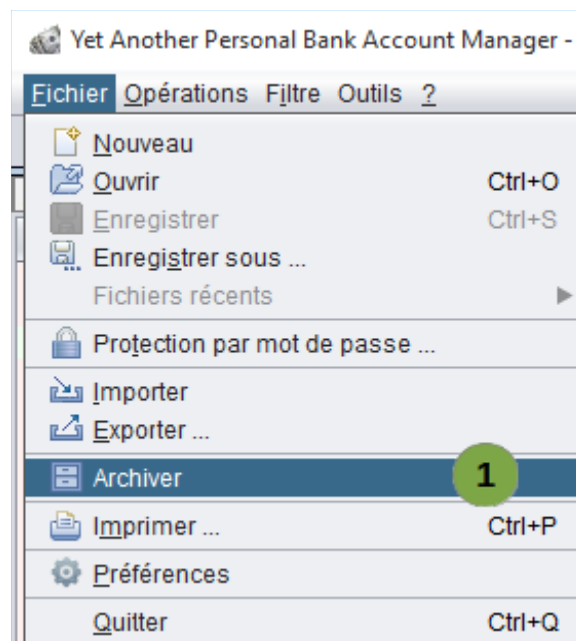 Yet Another Personal Bank Account Manager -
Fichier Opérations Filtre Outils ?
Nouveau
Ouvrir Ctrl+O
Enregistrer Ctrl+S
Enregistrer sous ...
Fichiers récents
Protection par mot de passe ...
Importer
Exporter ...
Archiver 1
Imprimer ... Ctrl+P
Préférences
Quitter Ctrl+Q